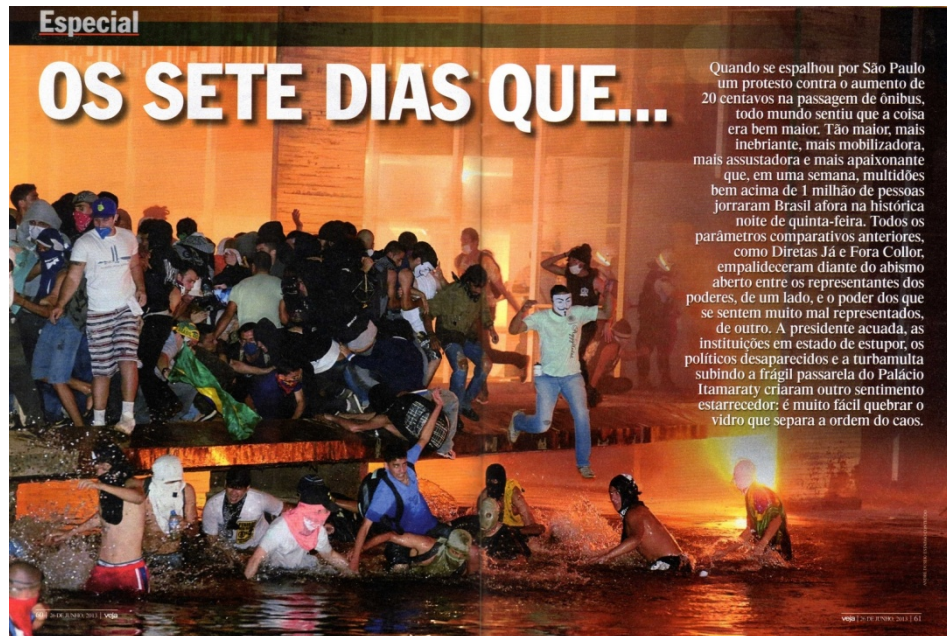 Especial
OS SETE DIAS QUE...
Quando se espalhou por São Paulo
um protesto contra o aumento de
20 centavos na passagem de ônibus,
todo mundo sentiu que a coisa
era bem maior. Tão maior, mais
inebriante, mais mobilizadora,
mais assustadora e mais apaixonante
que, em uma semana, multidões
bem acima de 1 milhão de pessoas
jorraram Brasil afora na histórica
noite de quinta-feira. Todos os
parâmetros comparativos anteriores,
como Diretas Já e Fora Collor,
empalideceram diante do abismo
aberto entre os representantes dos
poderes, de um lado, e o poder dos que
se sentem muito mal representados,
de outro. A presidente acuada, as
instituições em estado de estupor, os
políticos desaparecidos e a turbamulta
subindo a frágil passarela do Palácio
Itamaraty criaram outro sentimento
estarrecedor: é muito fácil quebrar o
vidro que separa a ordem do caos.
26 DE JUNHO, 2013 | veja
veja | 26 DE JUNHO, 2013 | 61